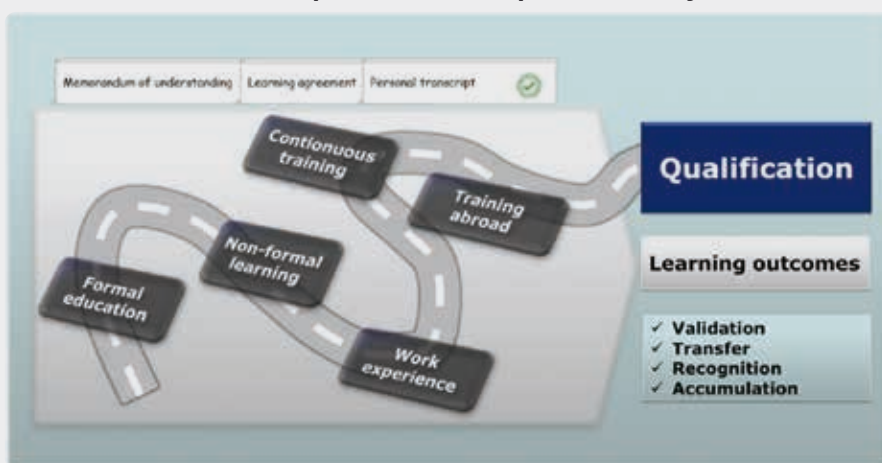 Memorandum of understanding
Learning agreement
Personal transcript
Contionuous
training
Training
abroad
Non-formal
learning
Formal
education
Work
experience
Qualification
Learning outcomes
✓ Validation
✓ Transfer
✓ Recognition
✓ Accumulation